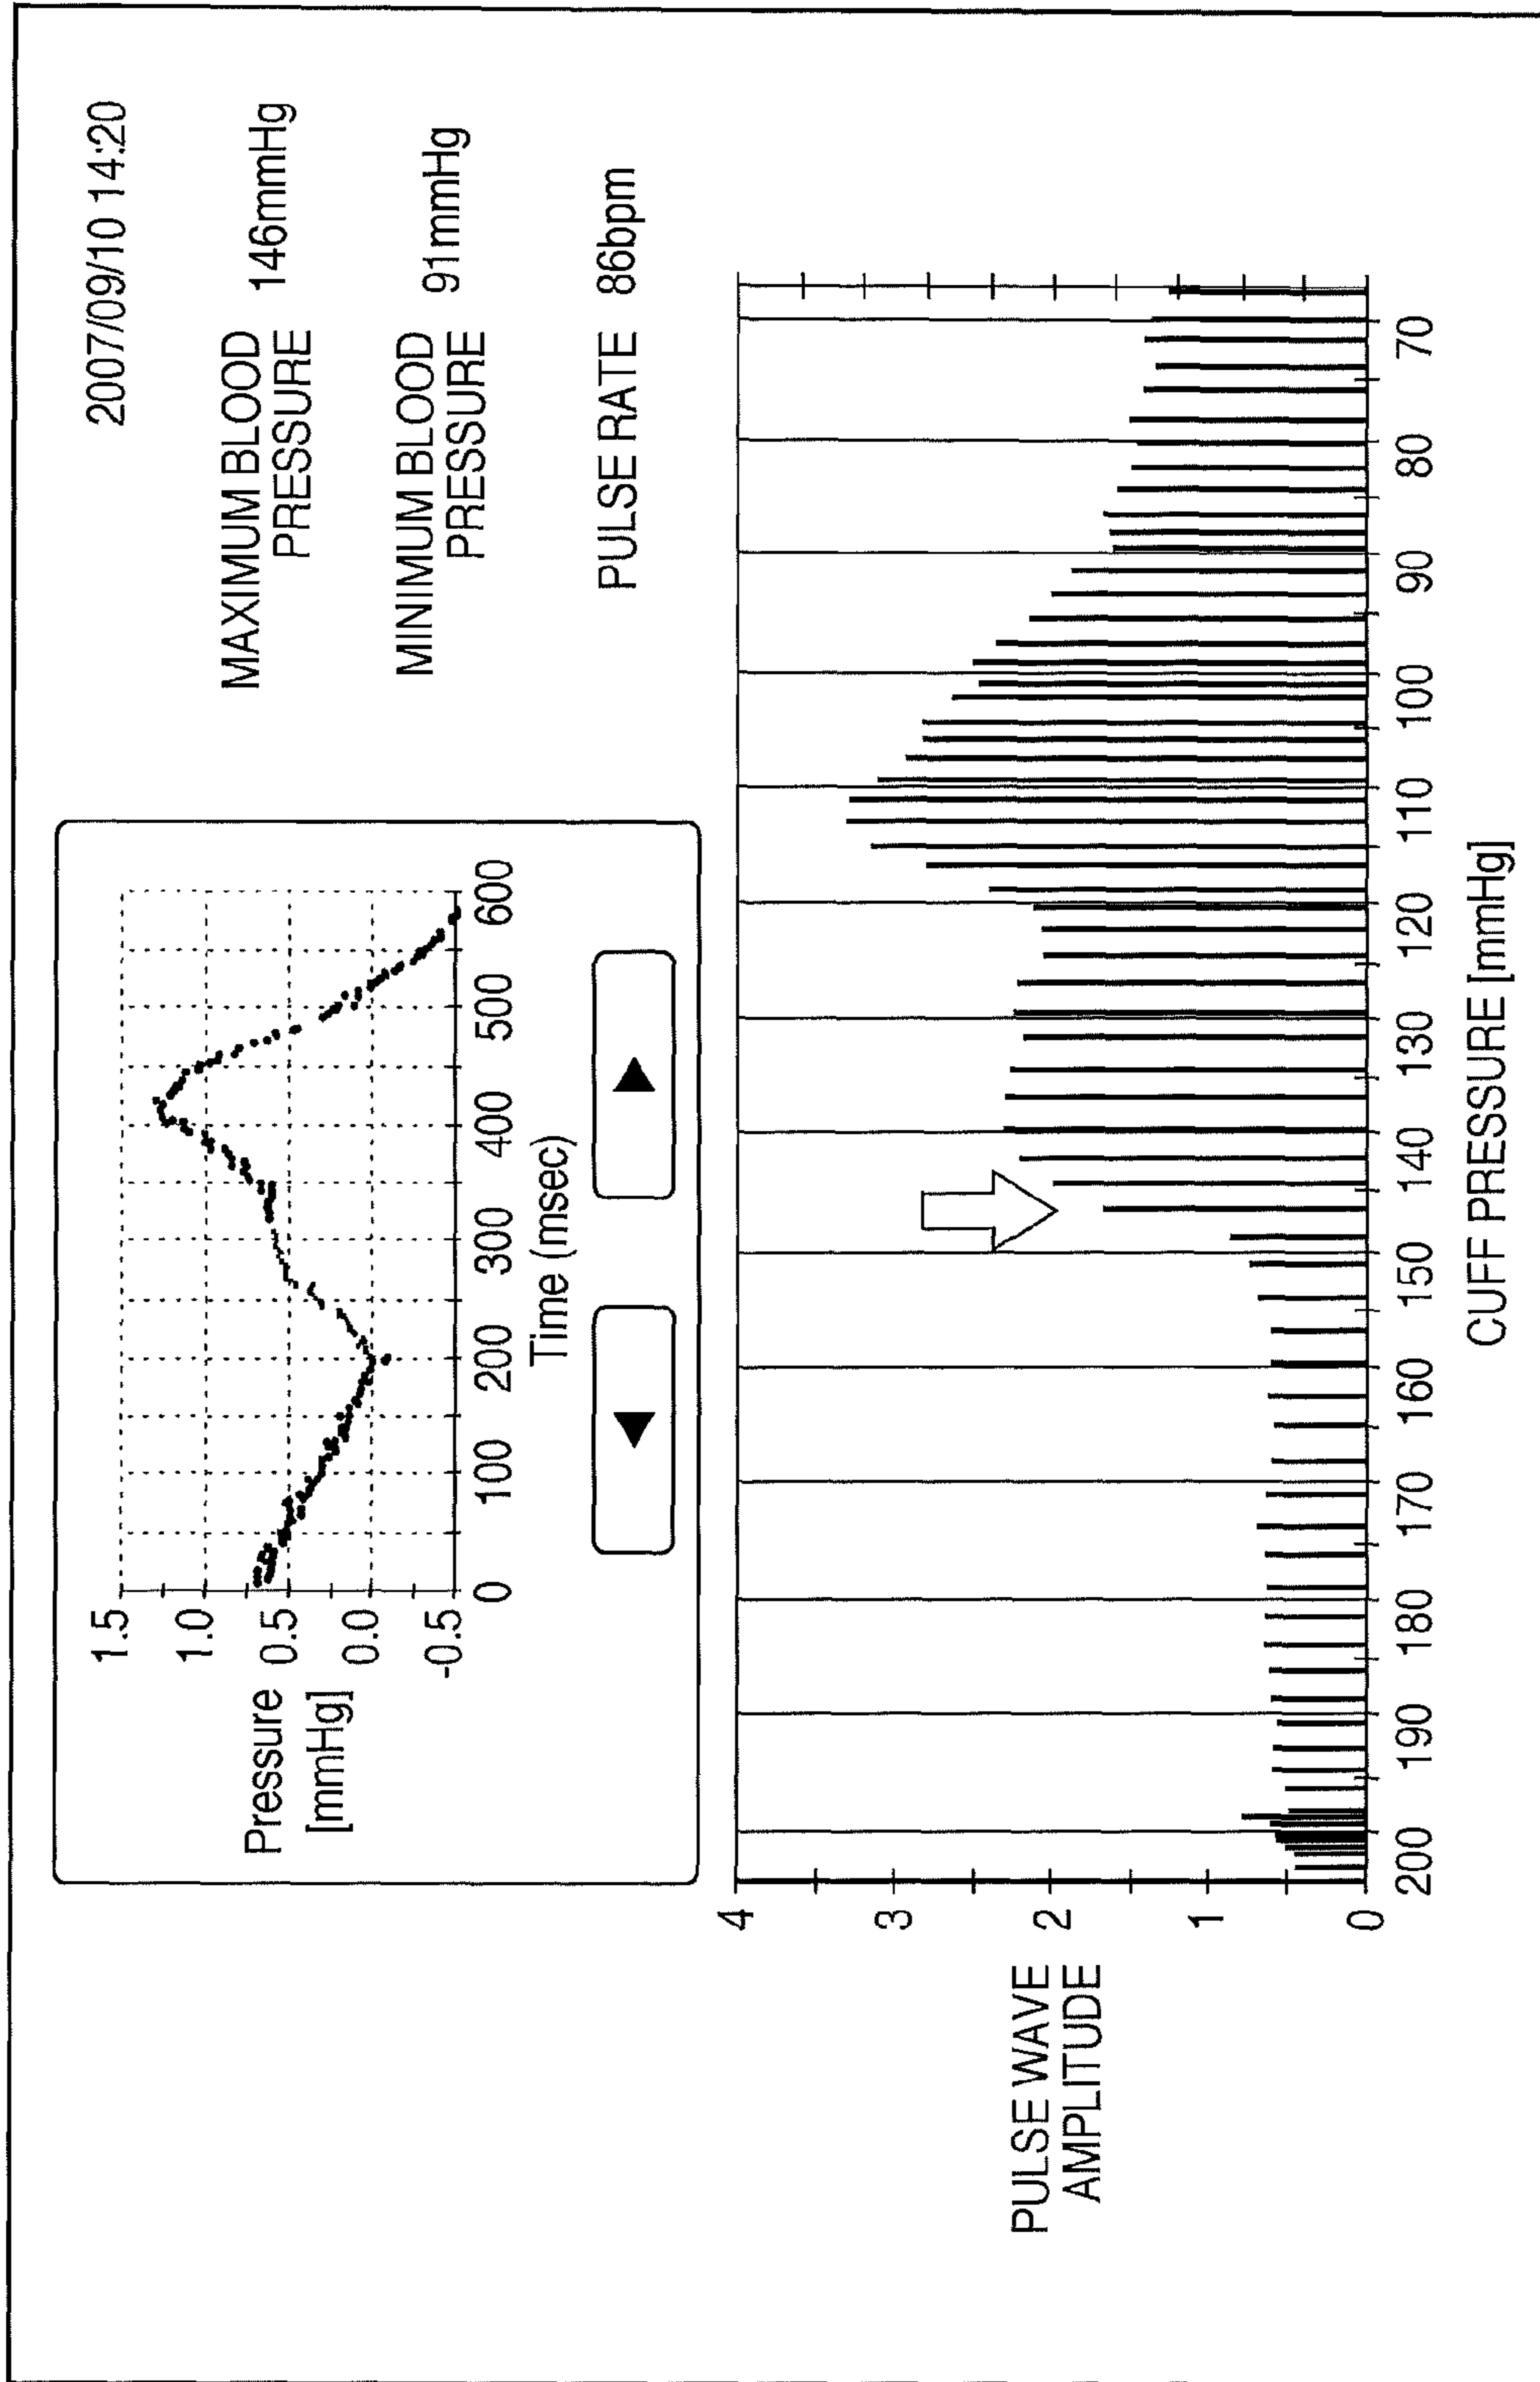 2007/09/10 14:20
MAXIMUM BLOOD
PRESSURE
146mmHg
MINIMUM BLOOD
PRESSURE
91mmHg
PULSE RATE 86bpm
Pressure
[mmHg]
1.5
1.0
0.5
0.0
-0.5
0 100 200 300 400 500 600
Time (msec)
PULSE WAVE
AMPLITUDE
4
3
2
1
0
200 190 180 170 160 150 140 130 120 110 100 90 80 70
CUFF PRESSURE [mmHg]